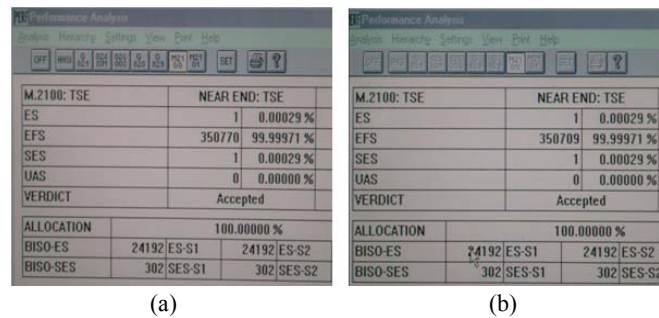 Performance Analysis
Analysis Hierarchy Settings View Print Help
OFF SET ?
M.2100: TSE NEAR END: TSE
ES 1 0.00029 %
EFS 350770 99.99971 %
SES 1 0.00029 %
UAS 0 0.00000 %
VERDICT Accepted
ALLOCATION 100.00000 %
BISO-ES 24192 ES-S1 24192 ES-S2
BISO-SES 302 SES-S1 302 SES-S2
(a)
Performance Analysis
Analysis Hierarchy Settings View Print Help
OFF SET ?
M.2100: TSE NEAR END: TSE
ES 1 0.00029 %
EFS 350709 99.99971 %
SES 1 0.00029 %
UAS 0 0.00000 %
VERDICT Accepted
ALLOCATION 100.00000 %
BISO-ES 24192 ES-S1 24192 ES-S2
BISO-SES 302 SES-S1 302 SES-S2
(b)